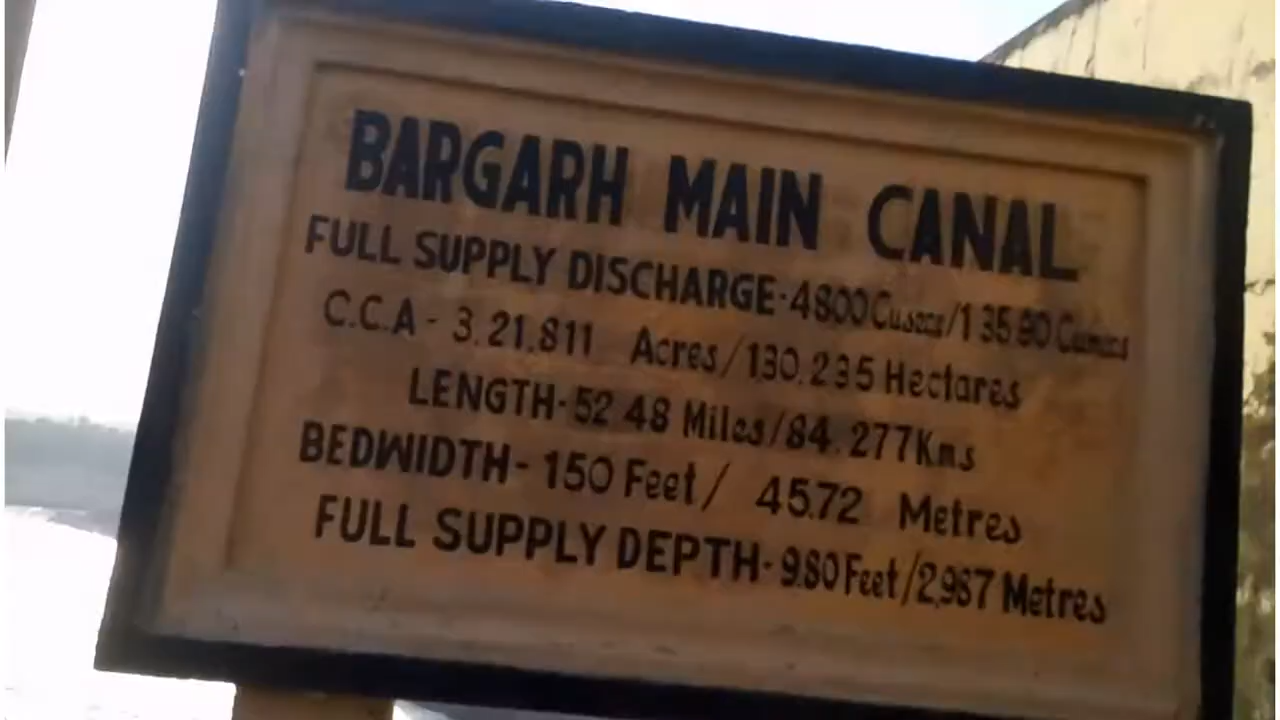 BARGARH MAIN CANAL
FULL SUPPLY DISCHARGE-4800 Cusecs/135.90 Cumecs
C.C.A - 3,21,811 Acres/130.235 Hectares
LENGTH-52.48 Miles/84.277Kms
BEDWIDTH-150 Feet/ 45.72 Metres
FULL SUPPLY DEPTH-9.80 Feet/2.987 Metres